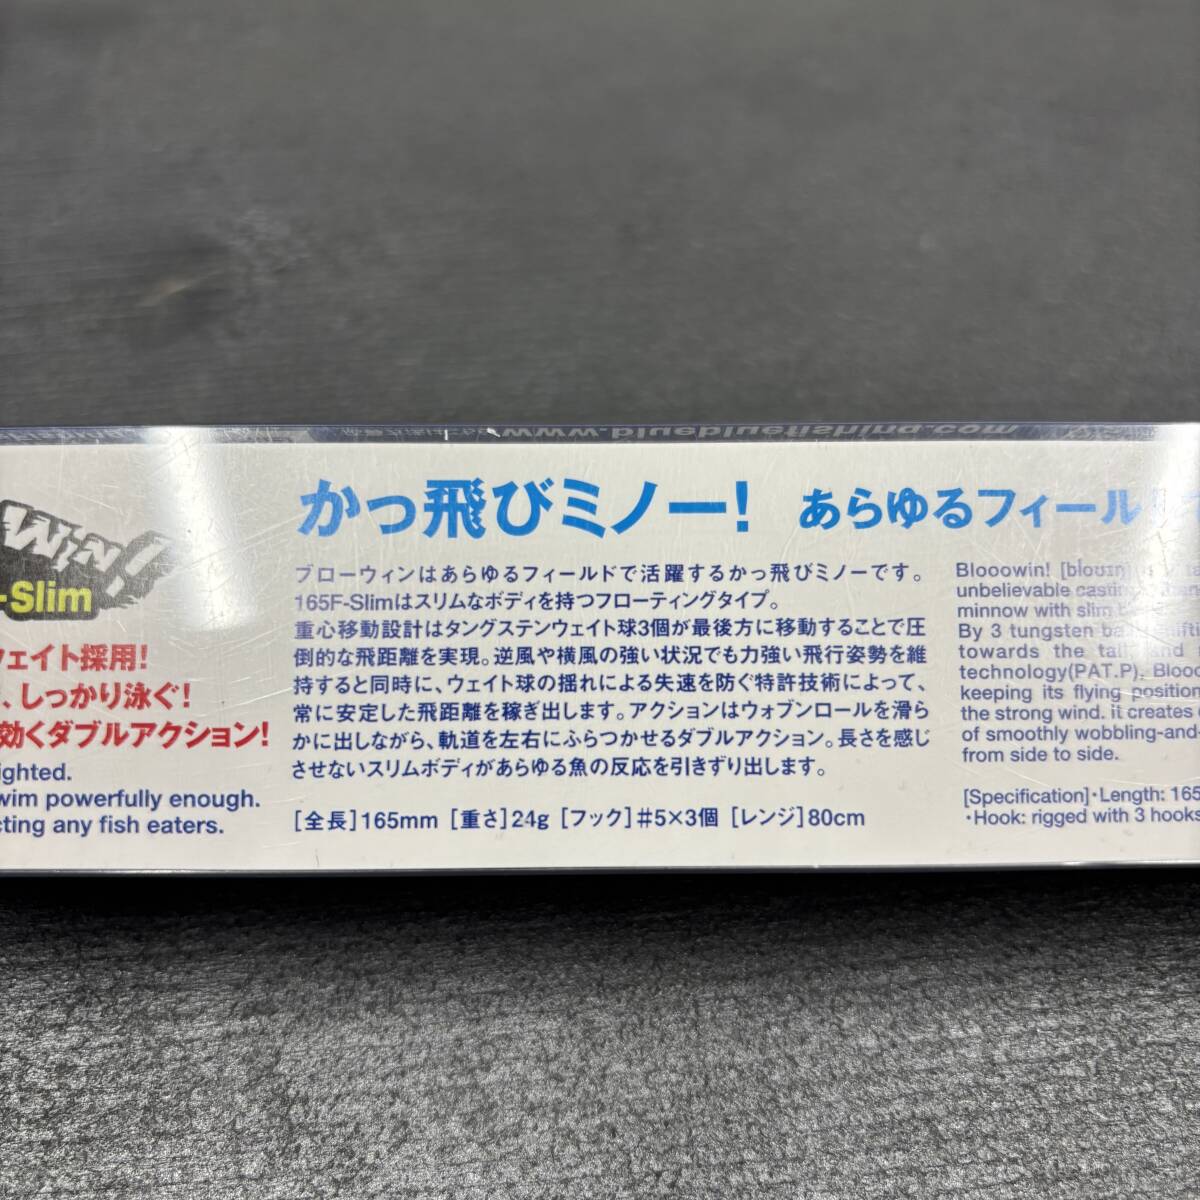 www.bluebluefishing.com
-Slim
ウェイト採用!
、しっかり泳ぐ!
効くダブルアクション!
ighted.
wim powerfully enough.
cting any fish eaters.
かっ飛びミノー!
あらゆるフィール
ブローウィンはあらゆるフィールドで活躍するかっ飛びミノーです。
165F-Slimはスリムなボディを持つフローティングタイプ。
重心移動設計はタングステンウェイト球3個が最後方に移動することで圧
倒的な飛距離を実現。逆風や横風の強い状況でも力強い飛行姿勢を維
持すると同時に、ウェイト球の揺れによる失速を防ぐ特許技術によって、
常に安定した飛距離を稼ぎ出します。アクションはウォブンロールを滑ら
かに出しながら、軌道を左右にふらつかせるダブルアクション。長さを感じ
させないスリムボディがあらゆる魚の反応を引きずり出します。
[全長]165mm [重さ]24g [フック]#5×3個 [レンジ]80cm
Blooowin! [bloʊɪn]
unbelievable casting
minnow with slim
By 3 tungsten
towards the tail, and
technology(PAT.P). Blooo
keeping its flying position
the strong wind. it creates
of smoothly wobbling-and-
from side to side.
[Specification]・Length: 165
・Hook: rigged with 3 hooks